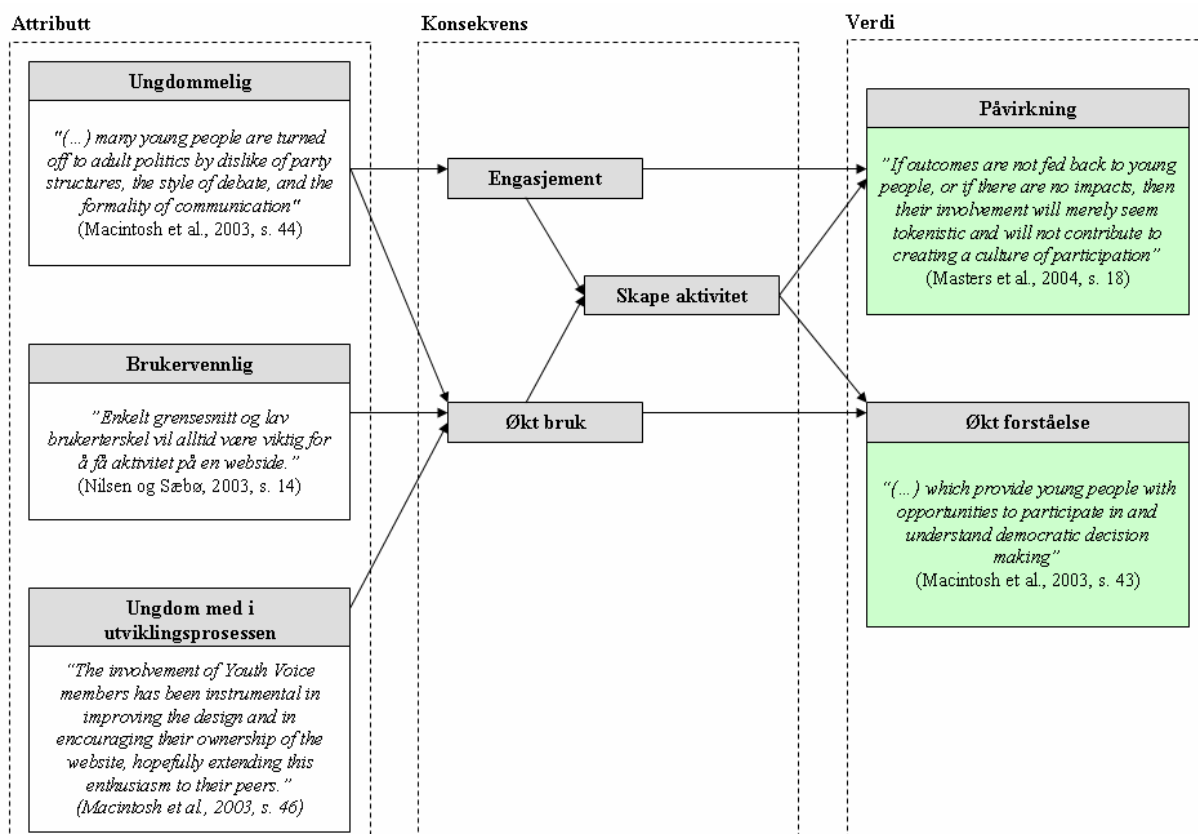 Attributt
Ungdommelig
"(...) many young people are turned
off to adult politics by dislike of party
structures, the style of debate, and the
formality of communication"
(Macintosh et al., 2003, s. 44)
Brukervennlig
"Enkelt grensesnitt og lav
brukerterskel vil alltid være viktig for
å få aktivitet på en webside."
(Nilsen og Sæbø, 2003, s. 14)
Ungdom med i
utviklingsprosessen
"The involvement of Youth Voice
members has been instrumental in
improving the design and in
encouraging their ownership of the
website, hopefully extending this
enthusiasm to their peers."
(Macintosh et al., 2003, s. 46)
Konsekvens
Engasjement
Skape aktivitet
Økt bruk
Verdi
Påvirkning
"If outcomes are not fed back to young
people, or if there are no impacts, then
their involvement will merely seem
tokenistic and will not contribute to
creating a culture of participation"
(Masters et al., 2004, s. 18)
Økt forståelse
"(...) which provide young people with
opportunities to participate in and
understand democratic decision
making"
(Macintosh et al., 2003, s. 43)